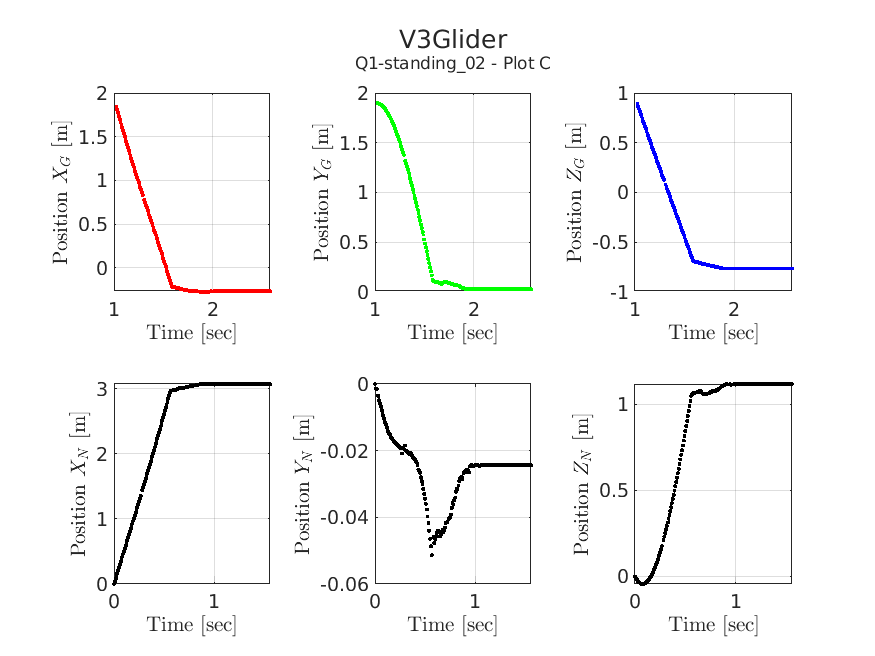 V3Glider
Q1-standing_02 - Plot C
2
1.5
1
0.5
0
Position X_G [m]
1 2
Time [sec]
2
1.5
1
0.5
0
Position Y_G [m]
1 2
Time [sec]
1
0.5
0
-0.5
-1
Position Z_G [m]
1 2
Time [sec]
3
2
1
0
Position X_N [m]
0 1
Time [sec]
0
-0.02
-0.04
-0.06
Position Y_N [m]
0 1
Time [sec]
1
0.5
0
Position Z_N [m]
0 1
Time [sec]